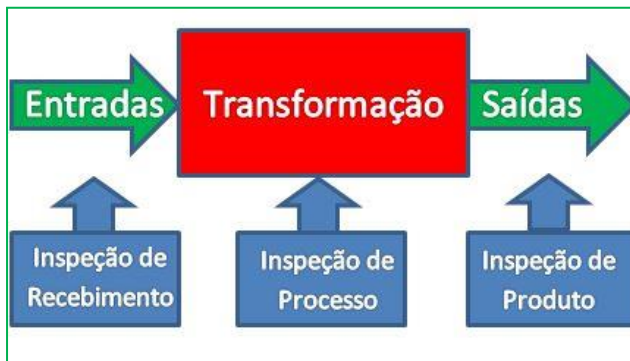 Entradas
Transformação
Saídas
Inspeção de
Recebimento
Inspeção de
Processo
Inspeção de
Produto